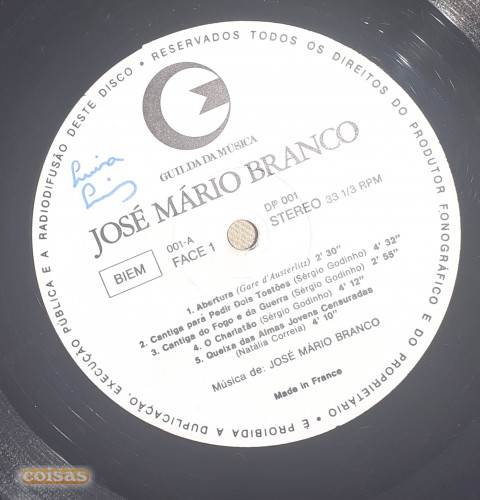 • RESERVADOS TODOS OS DIREITOS DO PRODUTOR FONOGRÁFICO E DO PROPRIETÁRIO • É PROIBIDA A DUPLICAÇÃO, EXECUÇÃO PÚBLICA E A RADIODIFUSÃO DESTE DISCO
GUILDA DA MÚSICA
JOSÉ MÁRIO BRANCO
BIEM
001-A
FACE 1
DP 001
STEREO 33 1/3 RPM
1. Abertura (Gare d'Austerlitz) 2' 30"
2. Cantiga para Pedir Dois Tostões (Sérgio Godinho) 4' 32"
3. Cantiga do Fogo e da Guerra (Sérgio Godinho) 2' 55"
4. O Charlatão (Sérgio Godinho) 4' 12"
5. Queixa das Almas Jovens Censuradas
(Natália Correia) 4' 10"
Música de: JOSÉ MÁRIO BRANCO
Made in France
coisas